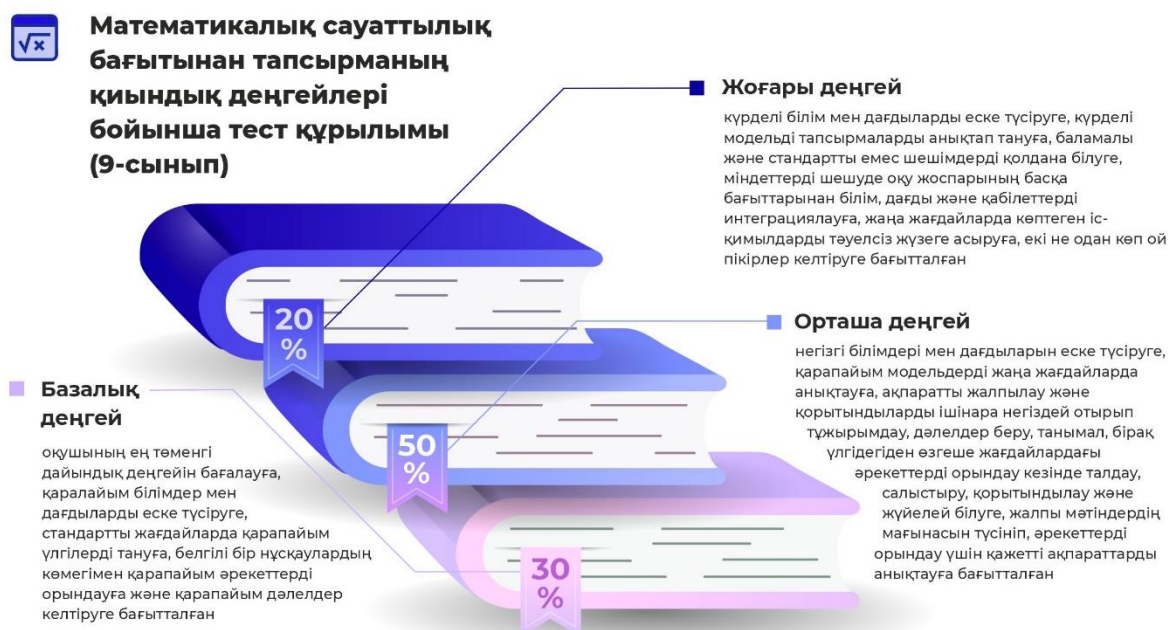 √x
Математикалық сауаттылық
бағытынан тапсырманың
қиындық деңгейлері
бойынша тест құрылымы
(9-сынып)
Жоғары деңгей
күрделі білім мен дағдыларды еске түсіруге, күрделі
модельді тапсырмаларды анықтап тануға, баламалы
және стандартты емес шешімдерді қолдана білуге,
міндеттерді шешуде оқу жоспарының басқа
бағыттарынан білім, дағды және қабілеттерді
интеграциялауға, жаңа жағдайларда көптеген іс-
қимылдарды тәуелсіз жүзеге асыруға, екі не одан көп ой
пікірлер келтіруге бағытталған
20
%
Орташа деңгей
негізгі білімдері мен дағдыларын еске түсіруге,
қарапайым модельдерді жаңа жағдайларда
анықтауға, ақпаратты жалпылау және
қорытындыларды ішінара негіздей отырып
тұжырымдау, дәлелдер беру, танымал, бірақ
үлгідегіден өзгеше жағдайлардағы
әрекеттерді орындау кезінде талдау,
салыстыру, қорытындылау және
жүйелей білуге, жалпы мәтіндердің
мағынасын түсініп, әрекеттерді
орындау үшін қажетті ақпараттарды
анықтауға бағытталған
50
%
Базалық
деңгей
оқушының ең төменгі
дайындық деңгейін бағалауға,
қаралайым білімдер мен
дағдыларды еске түсіруге,
стандартты жағдайларда қарапайым
үлгілерді тануға, белгілі бір нұсқаулардың
көмегімен қарапайым әрекеттерді
орындауға және қарапайым дәлелдер
келтіруге бағытталған
30
%